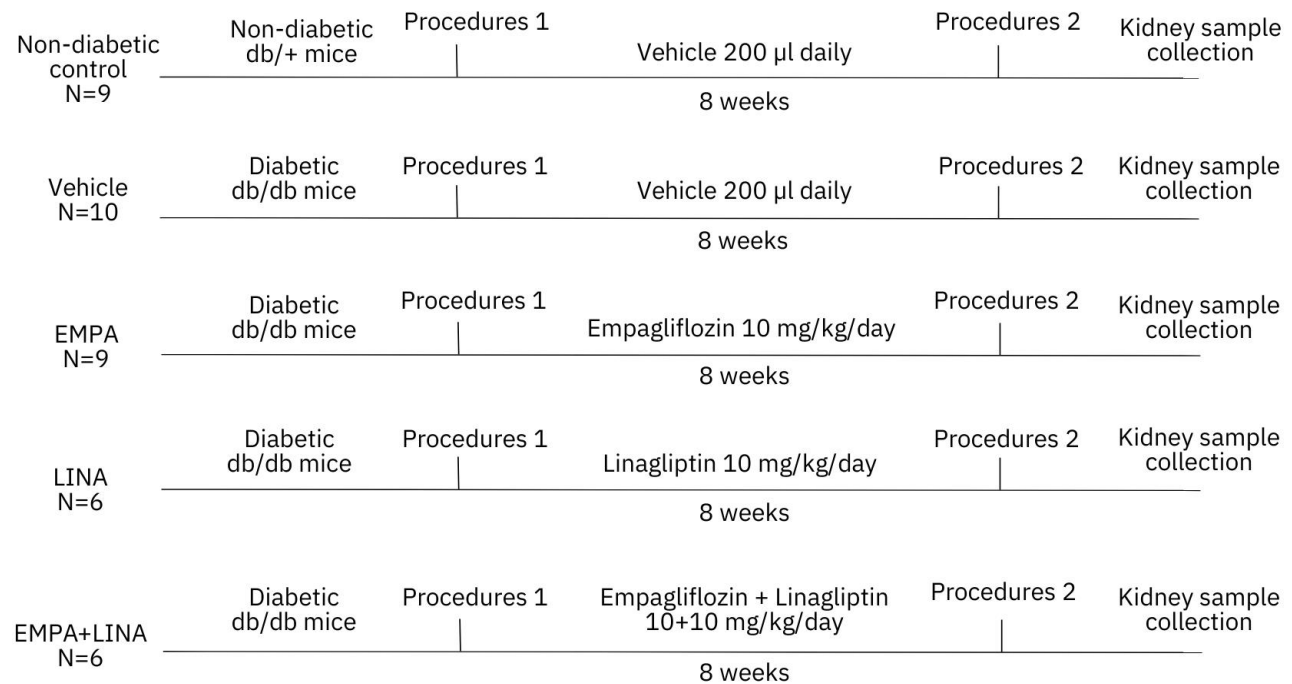 Non-diabetic
control
N=9
Non-diabetic
db/+ mice
Procedures 1
Vehicle 200 µl daily
8 weeks
Procedures 2
Kidney sample
collection
Vehicle
N=10
Diabetic
db/db mice
Procedures 1
Vehicle 200 µl daily
8 weeks
Procedures 2
Kidney sample
collection
EMPA
N=9
Diabetic
db/db mice
Procedures 1
Empagliflozin 10 mg/kg/day
8 weeks
Procedures 2
Kidney sample
collection
LINA
N=6
Diabetic
db/db mice
Procedures 1
Linagliptin 10 mg/kg/day
8 weeks
Procedures 2
Kidney sample
collection
EMPA+LINA
N=6
Diabetic
db/db mice
Procedures 1
Empagliflozin + Linagliptin
10+10 mg/kg/day
8 weeks
Procedures 2
Kidney sample
collection